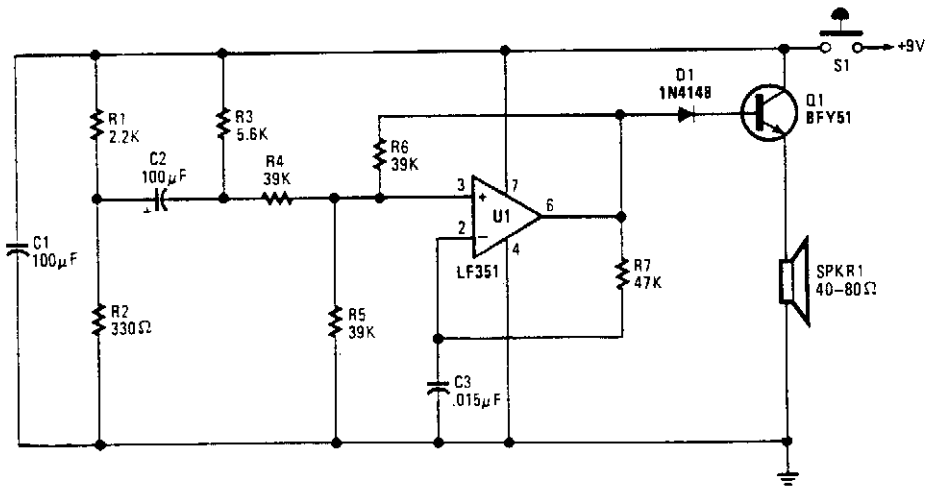 +9V
S1
D1
1N4148
Q1
BFY51
R1
2.2K
R3
5.6K
C2
100µF
R4
39K
R6
39K
3
+
7
U1
6
2
−
4
LF351
C1
100µF
R2
330Ω
R5
39K
R7
47K
C3
.015µF
SPKR1
40–80Ω
+